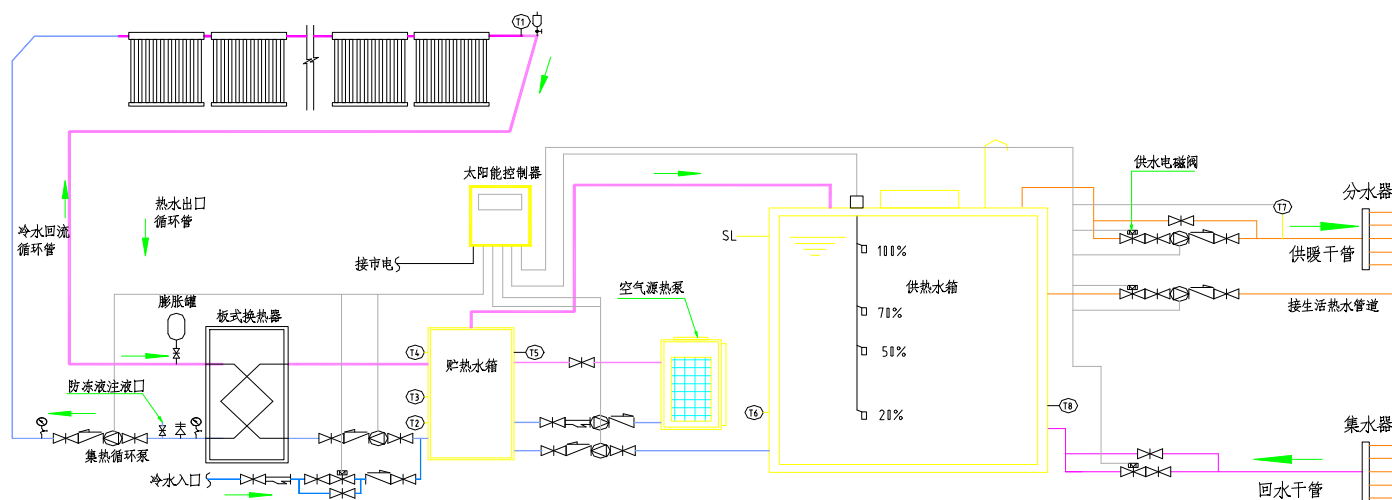 T1
太阳能控制器
供水电磁阀
热水出口
循环管
冷水回流
循环管
分水器
T7
SL
100%
供暖干管
接市电
空气源热泵
供热水箱
膨胀罐
板式换热器
70%
接生活热水管道
T4
T5
贮热水箱
50%
防冻液注液口
T3
T6
20%
T8
T2
集水器
集热循环泵
冷水入口
回水干管